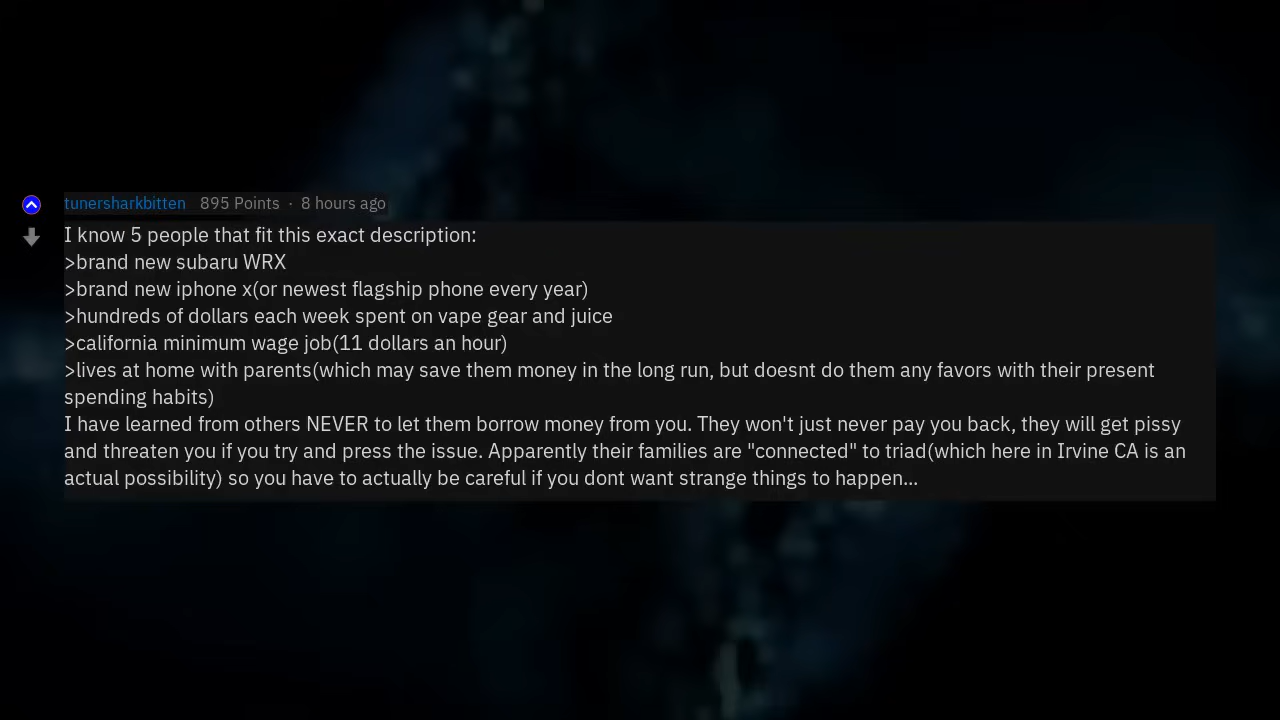 tunersharkbitten 895 Points · 8 hours ago
I know 5 people that fit this exact description:
>brand new subaru WRX
>brand new iphone x(or newest flagship phone every year)
>hundreds of dollars each week spent on vape gear and juice
>california minimum wage job(11 dollars an hour)
>lives at home with parents(which may save them money in the long run, but doesnt do them any favors with their present
spending habits)
I have learned from others NEVER to let them borrow money from you. They won't just never pay you back, they will get pissy
and threaten you if you try and press the issue. Apparently their families are "connected" to triad(which here in Irvine CA is an
actual possibility) so you have to actually be careful if you dont want strange things to happen...